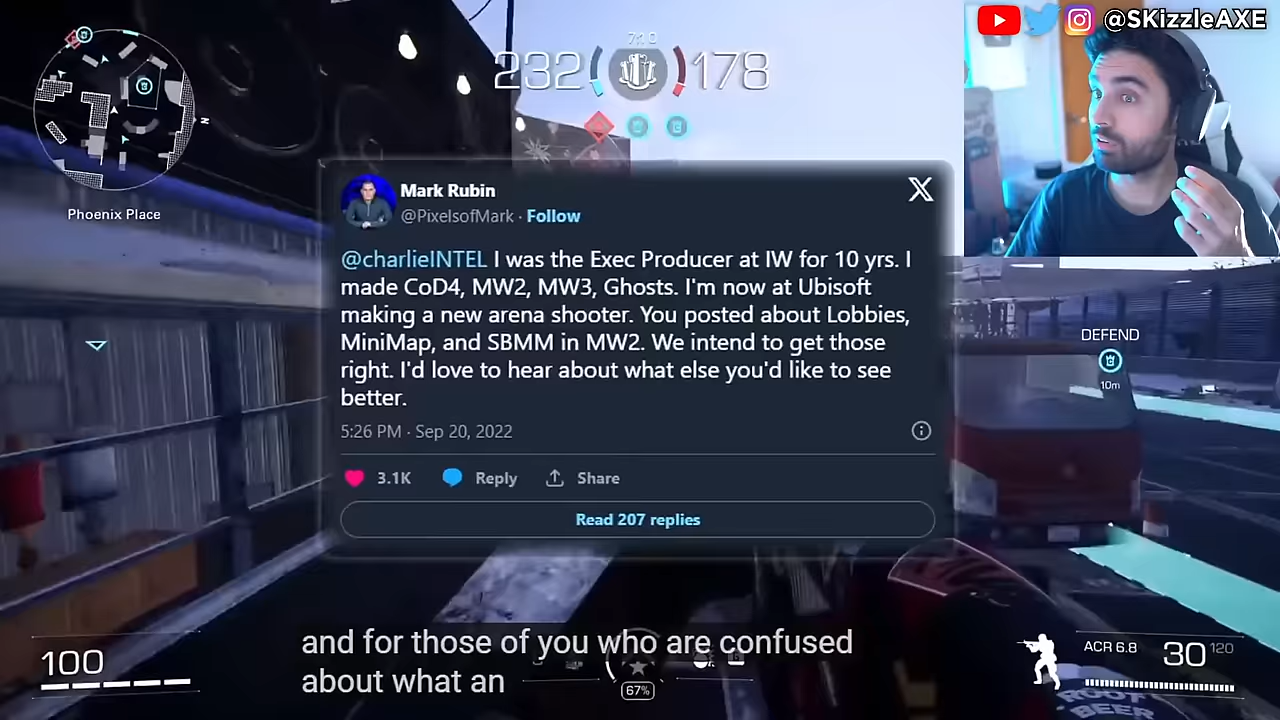 @SKizzleAXE
7:10
232 178
N
Phoenix Place
Mark Rubin
@PixelsofMark · Follow
@charlieINTEL I was the Exec Producer at IW for 10 yrs. I
made CoD4, MW2, MW3, Ghosts. I'm now at Ubisoft
making a new arena shooter. You posted about Lobbies,
MiniMap, and SBMM in MW2. We intend to get those
right. I'd love to hear about what else you'd like to see
better.
5:26 PM · Sep 20, 2022
3.1K Reply Share
Read 207 replies
DEFEND
10m
and for those of you who are confused
about what an
100
67%
ACR 6.8 30 120
ROOT
BEER